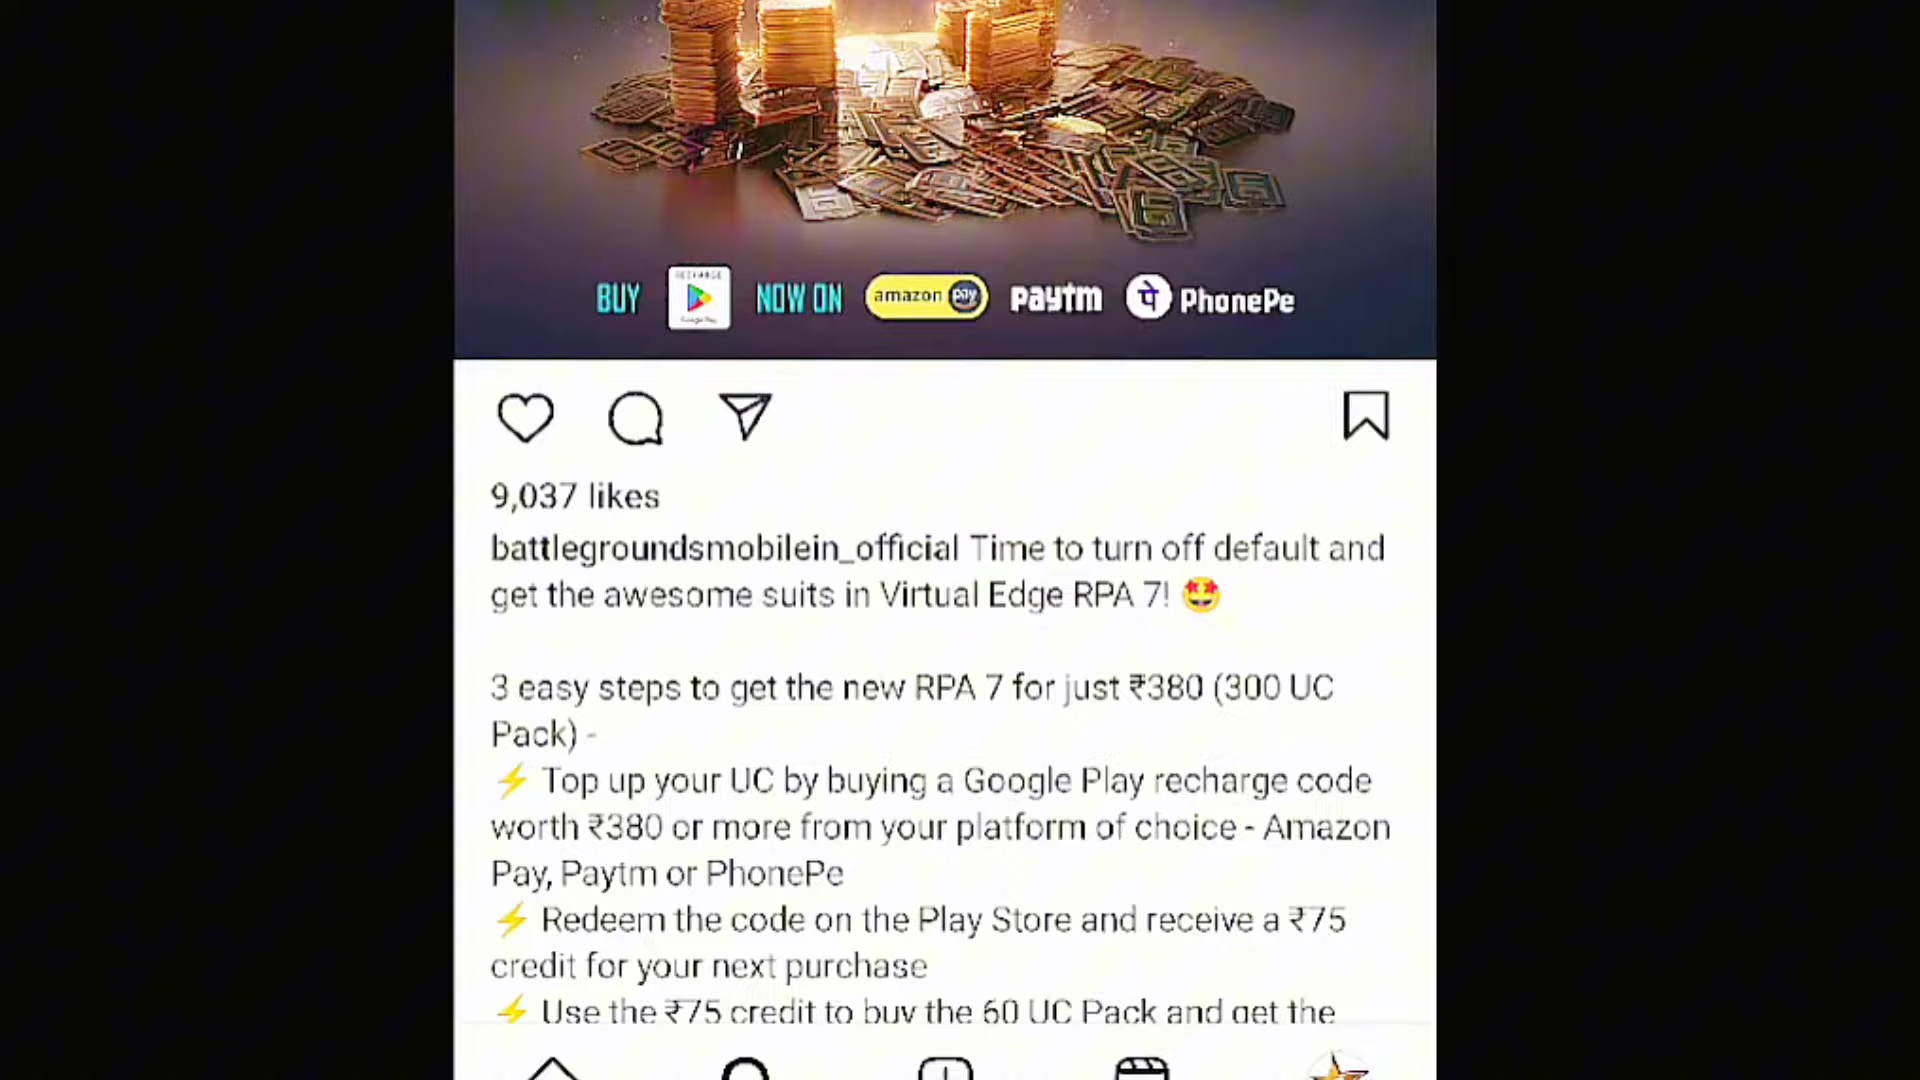 BUY RECHARGE Google Play NOW ON amazon pay paytm पे PhonePe
9,037 likes
battlegroundsmobilein_official Time to turn off default and
get the awesome suits in Virtual Edge RPA 7! 🤩
3 easy steps to get the new RPA 7 for just ₹380 (300 UC
Pack) -
⚡ Top up your UC by buying a Google Play recharge code
worth ₹380 or more from your platform of choice - Amazon
Pay, Paytm or PhonePe
⚡ Redeem the code on the Play Store and receive a ₹75
credit for your next purchase
⚡ Use the ₹75 credit to buy the 60 UC Pack and get the